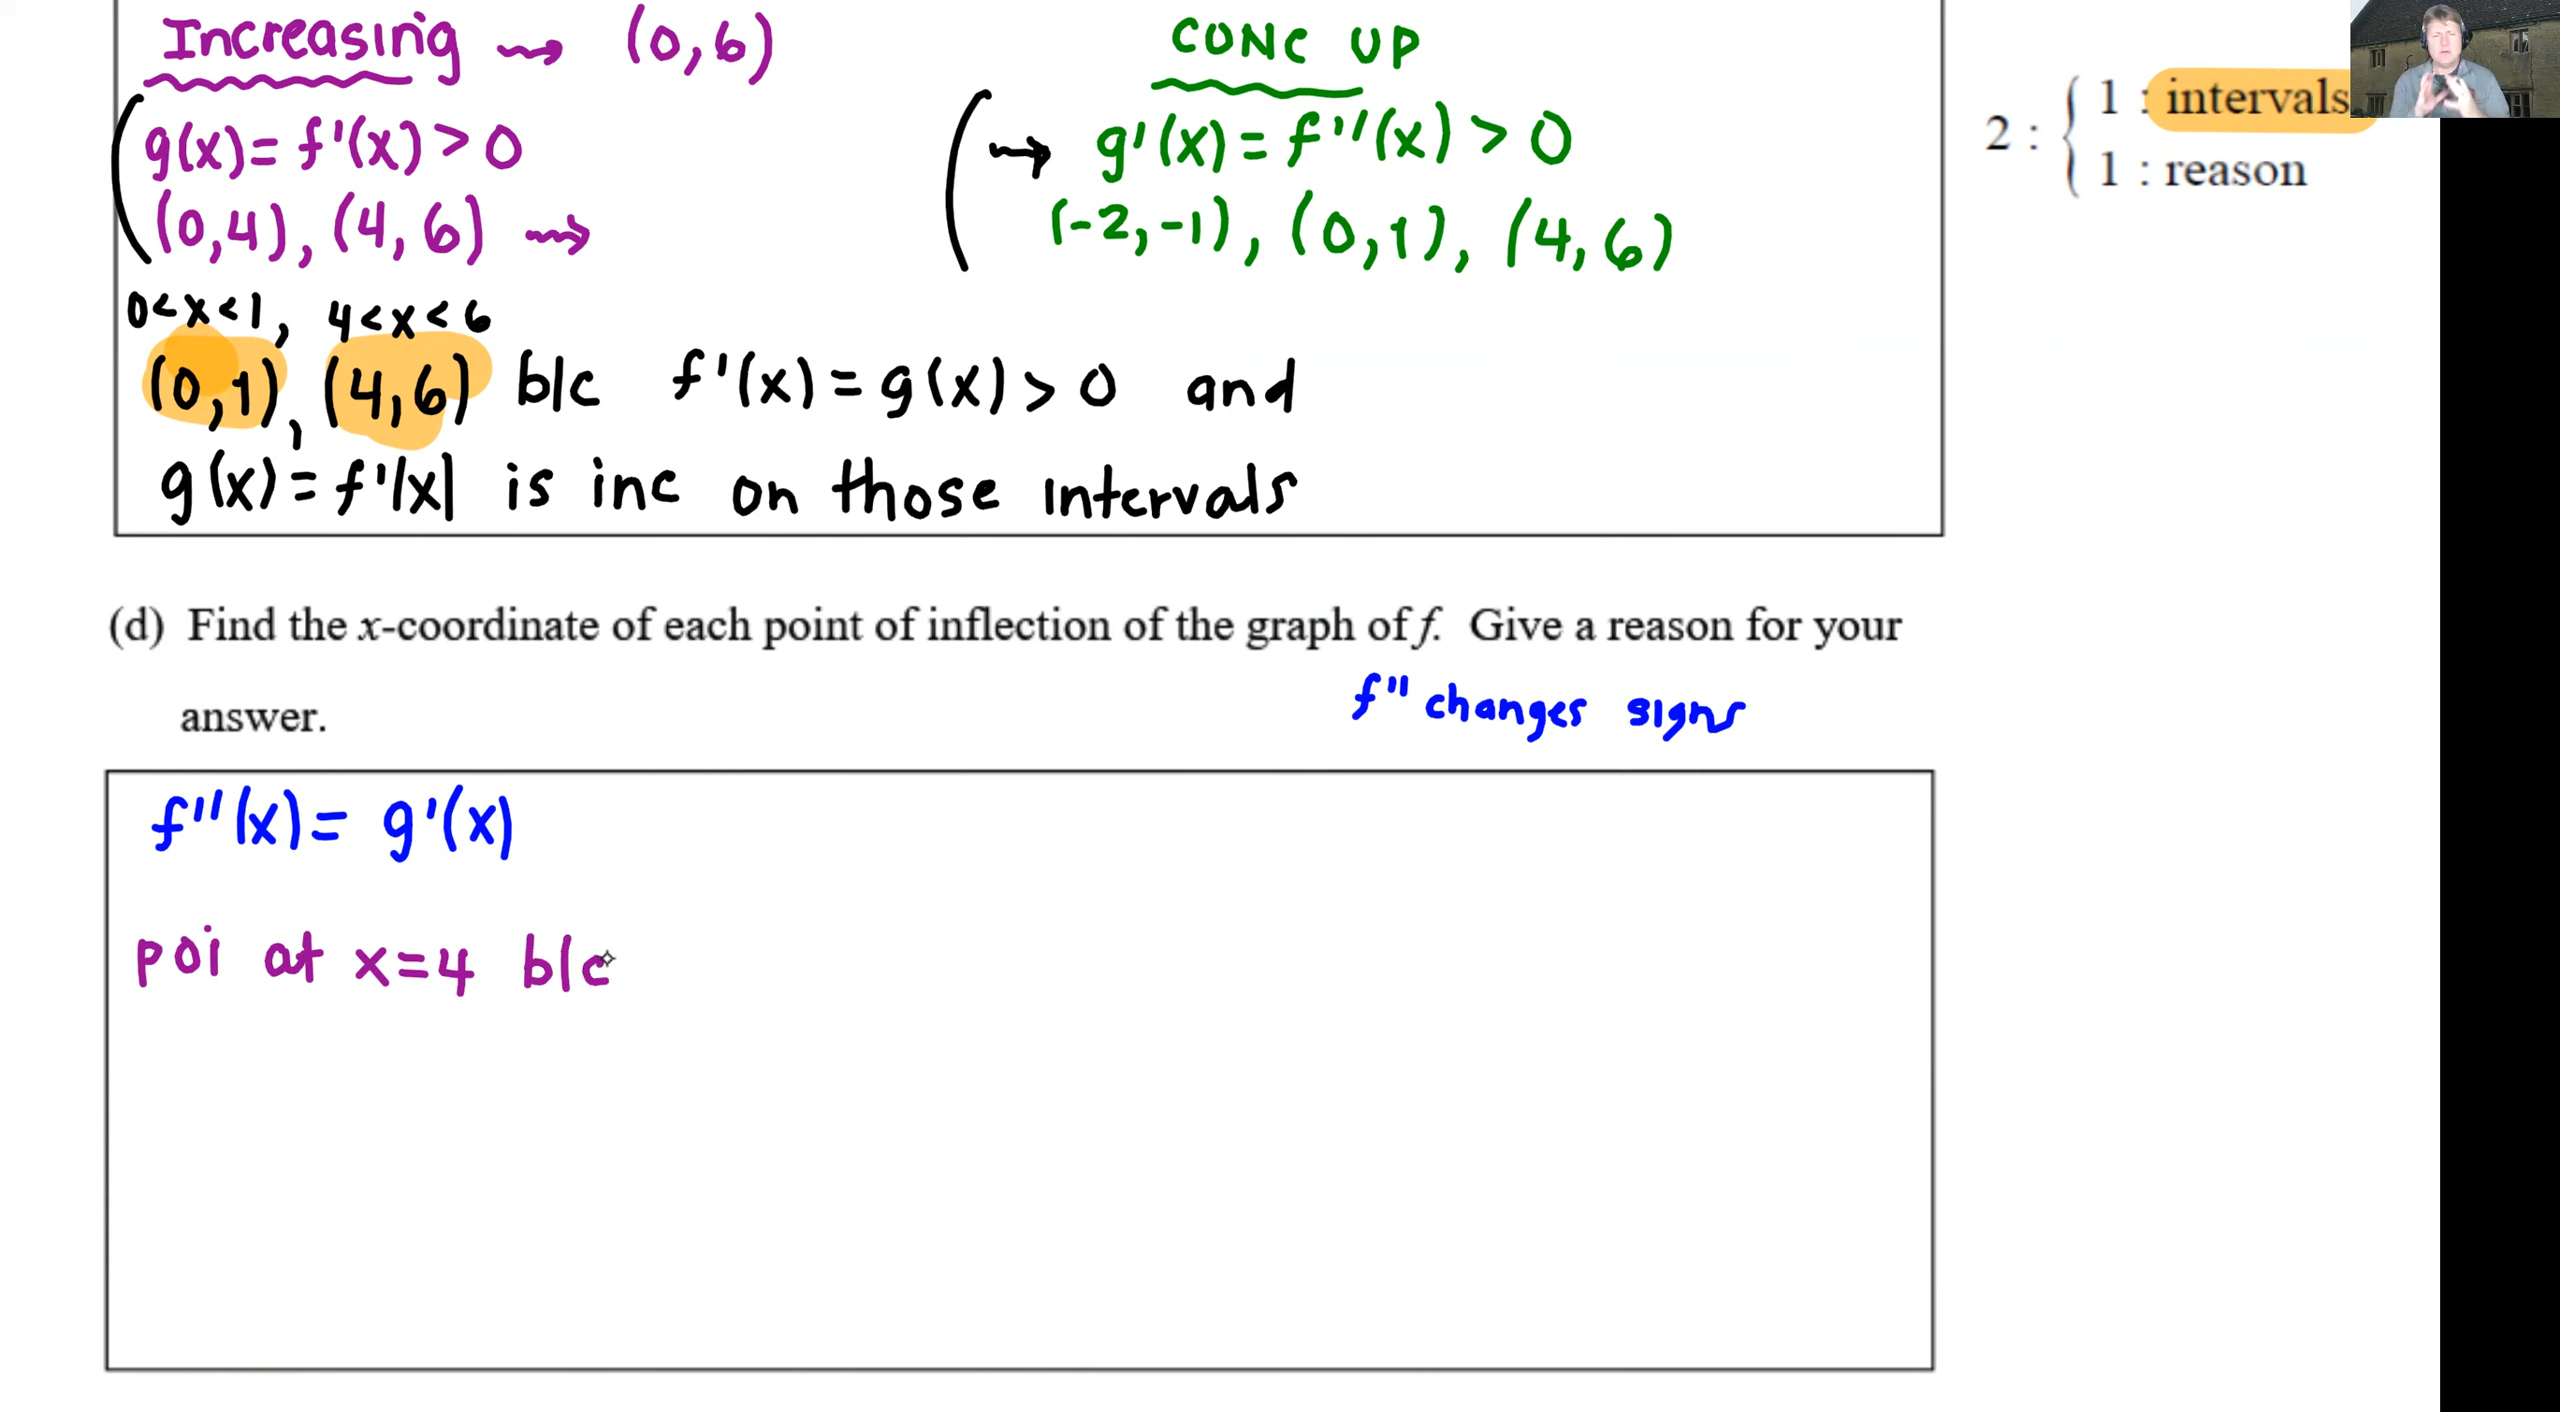 Increasing → (0,6)
g(x)= f'(x) > 0
(0,4), (4,6) →
0<x<1, 4<x<6
(0,1), (4,6) b/c f'(x) = g(x) > 0 and
g(x) = f'(x) is inc on those intervals
CONC UP
→ g'(x) = f''(x) > 0
(-2,-1), (0,1), (4,6)
2 : { 1 : intervals
1 : reason
(d) Find the x-coordinate of each point of inflection of the graph of f. Give a reason for your
answer.
f'' changes signs
f''(x) = g'(x)
poi at x=4 b/c